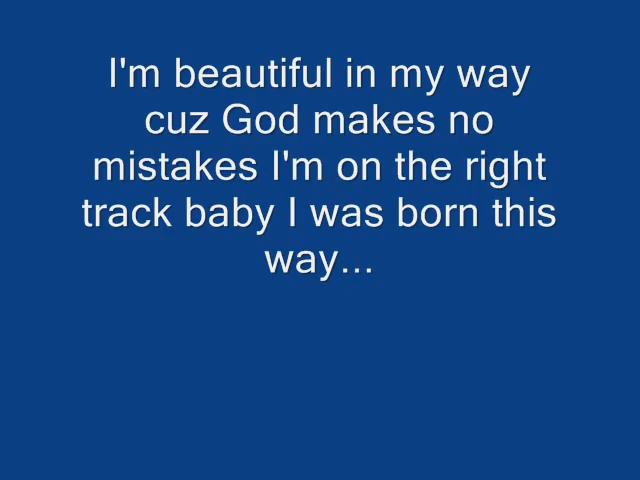 I'm beautiful in my way
cuz God makes no
mistakes I'm on the right
track baby I was born this
way...